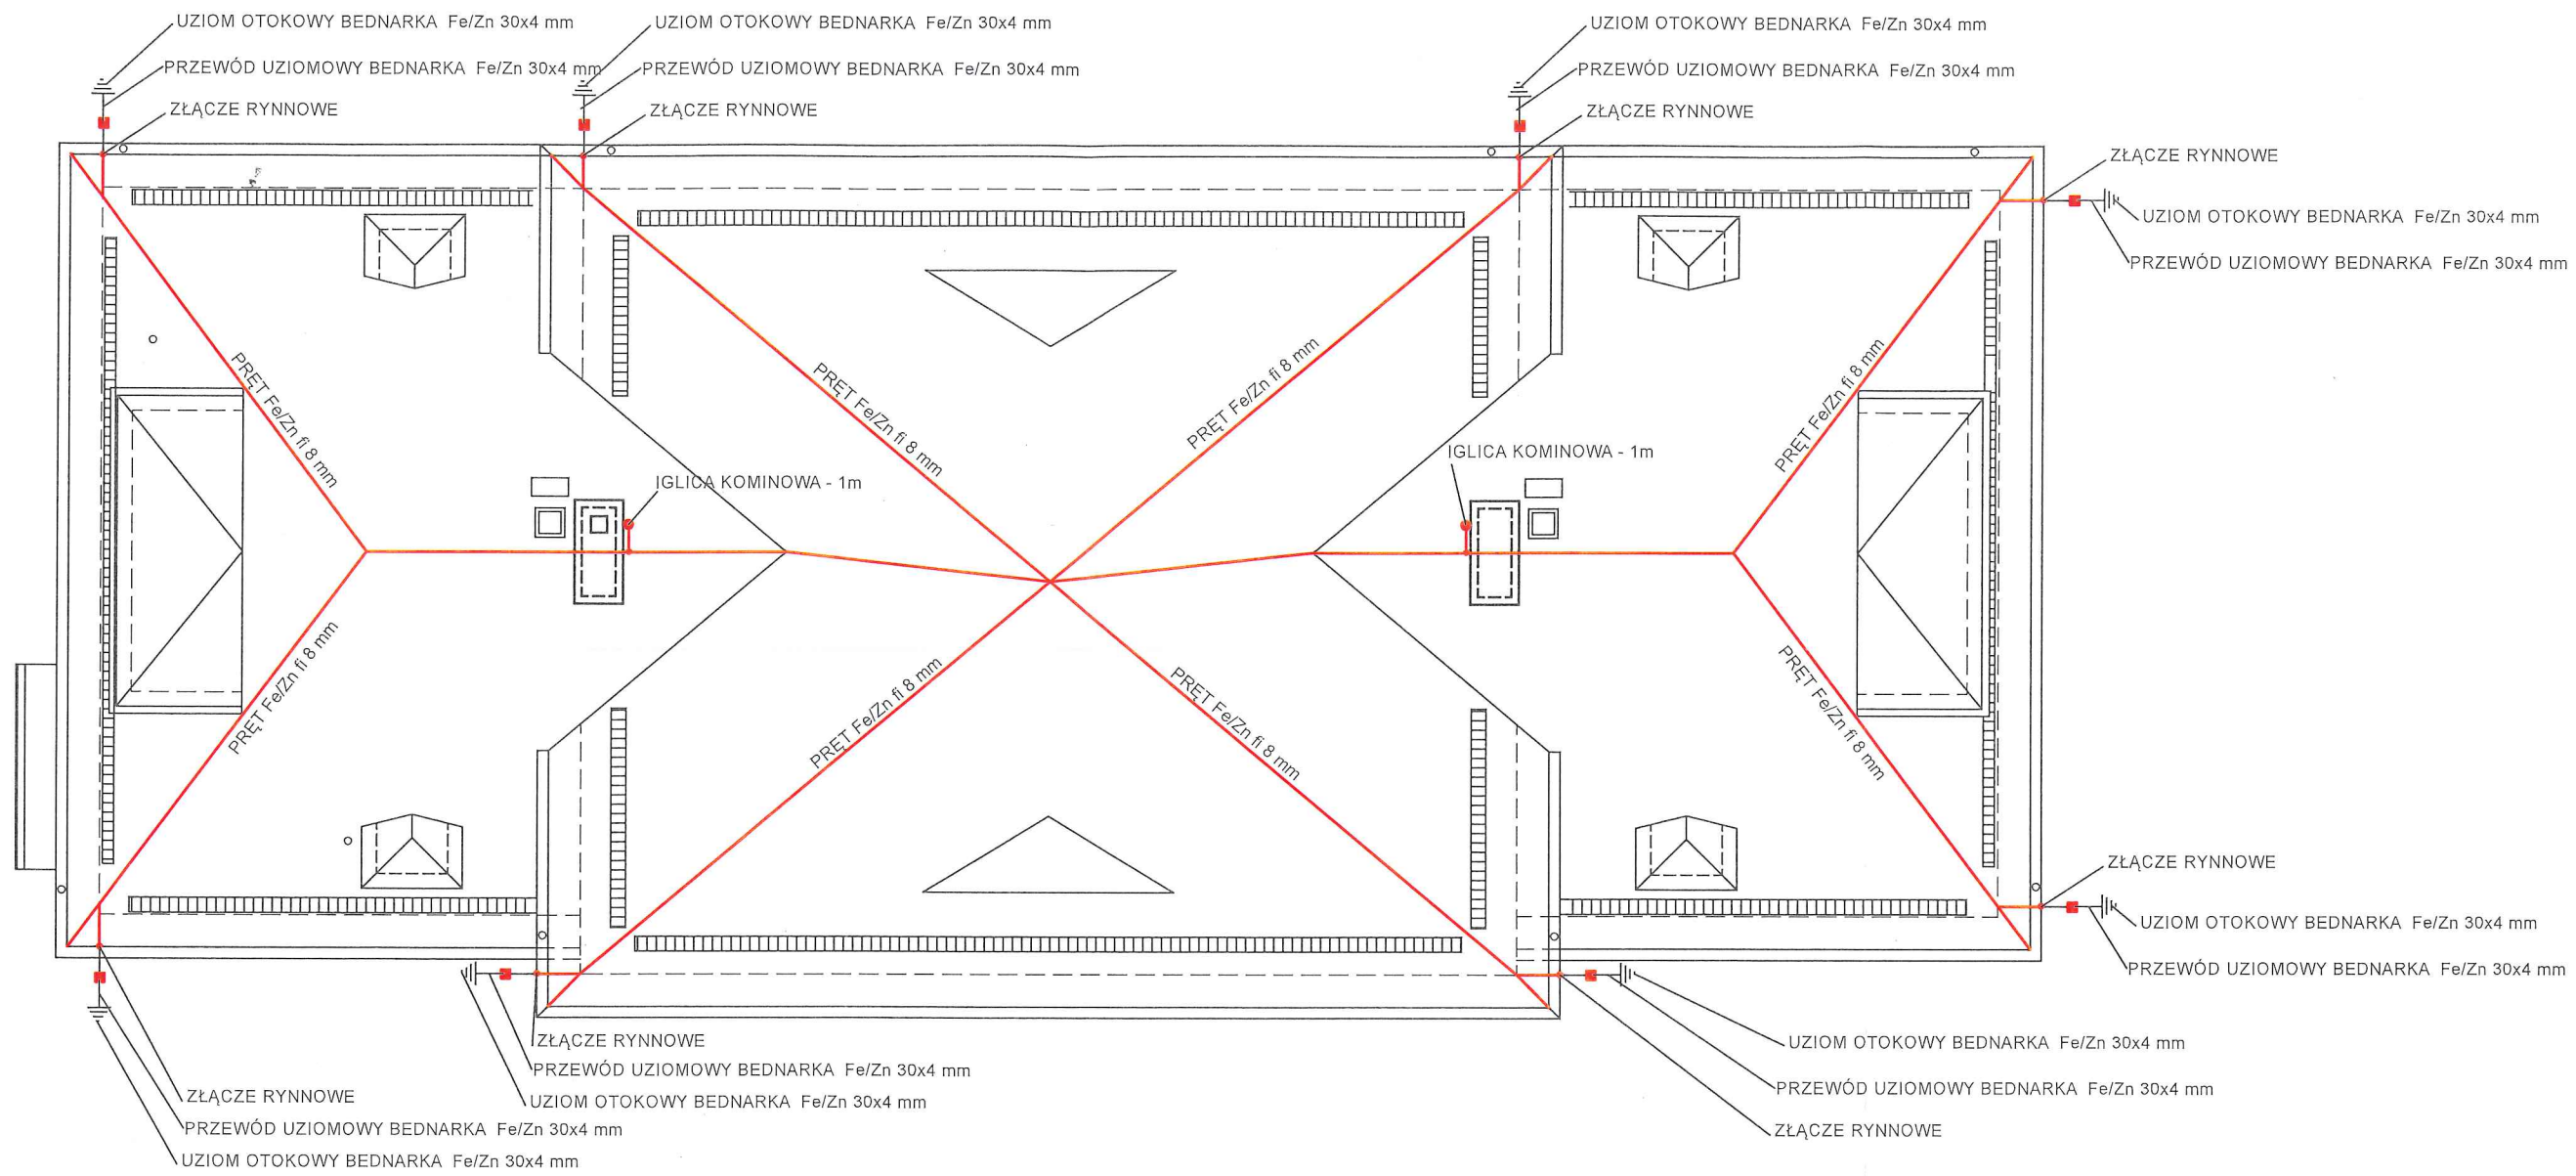 UZIOM OTOKOWY BEDNARKA Fe/Zn 30x4 mm
PRZEWÓD UZIOMOWY BEDNARKA Fe/Zn 30x4 mm
ZŁĄCZE RYNNOWE
UZIOM OTOKOWY BEDNARKA Fe/Zn 30x4 mm
PRZEWÓD UZIOMOWY BEDNARKA Fe/Zn 30x4 mm
ZŁĄCZE RYNNOWE
UZIOM OTOKOWY BEDNARKA Fe/Zn 30x4 mm
PRZEWÓD UZIOMOWY BEDNARKA Fe/Zn 30x4 mm
ZŁĄCZE RYNNOWE
ZŁĄCZE RYNNOWE
UZIOM OTOKOWY BEDNARKA Fe/Zn 30x4 mm
PRZEWÓD UZIOMOWY BEDNARKA Fe/Zn 30x4 mm
PRĘT Fe/Zn fi 8 mm
PRĘT Fe/Zn fi 8 mm
PRĘT Fe/Zn fi 8 mm
PRĘT Fe/Zn fi 8 mm
IGLICA KOMINOWA - 1m
IGLICA KOMINOWA - 1m
PRĘT Fe/Zn fi 8 mm
PRĘT Fe/Zn fi 8 mm
PRĘT Fe/Zn fi 8 mm
PRĘT Fe/Zn fi 8 mm
ZŁĄCZE RYNNOWE
UZIOM OTOKOWY BEDNARKA Fe/Zn 30x4 mm
PRZEWÓD UZIOMOWY BEDNARKA Fe/Zn 30x4 mm
ZŁĄCZE RYNNOWE
PRZEWÓD UZIOMOWY BEDNARKA Fe/Zn 30x4 mm
UZIOM OTOKOWY BEDNARKA Fe/Zn 30x4 mm
UZIOM OTOKOWY BEDNARKA Fe/Zn 30x4 mm
PRZEWÓD UZIOMOWY BEDNARKA Fe/Zn 30x4 mm
ZŁĄCZE RYNNOWE
ZŁĄCZE RYNNOWE
PRZEWÓD UZIOMOWY BEDNARKA Fe/Zn 30x4 mm
UZIOM OTOKOWY BEDNARKA Fe/Zn 30x4 mm